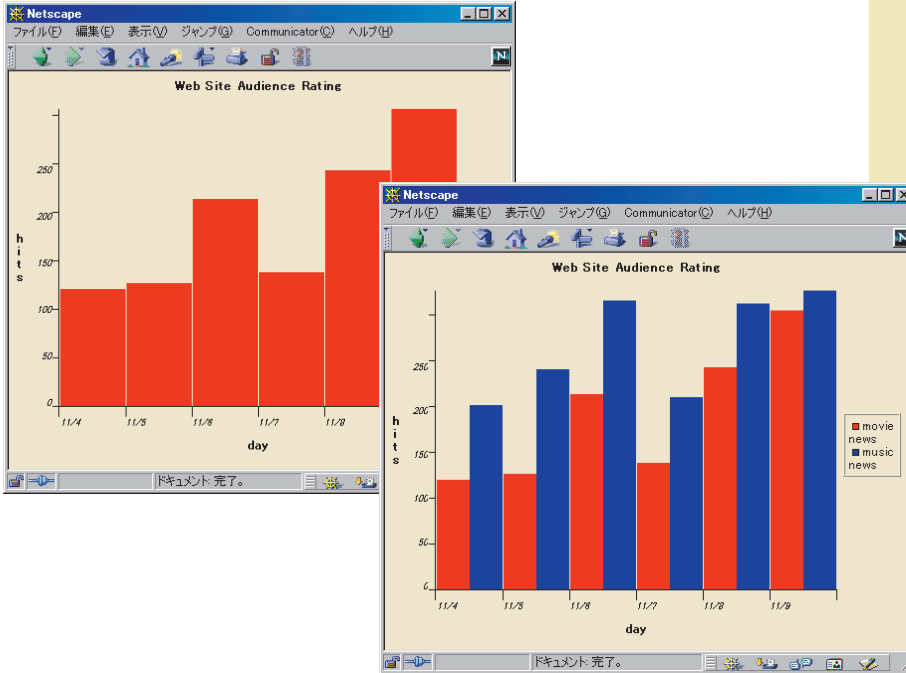 Netscape
ファイル(F) 編集(E) 表示(V) ジャンプ(G) Communicator(C) ヘルプ(H)
N
Web Site Audience Rating
250
200
150
100
50
0
hits
11/4 11/5 11/6 11/7 11/8
day
ドキュメント: 完了。
Netscape
ファイル(F) 編集(E) 表示(V) ジャンプ(G) Communicator(C) ヘルプ(H)
N
Web Site Audience Rating
250
200
150
100
50
0
hits
11/4 11/5 11/6 11/7 11/8 11/9
day
movie
news
music
news
ドキュメント: 完了。